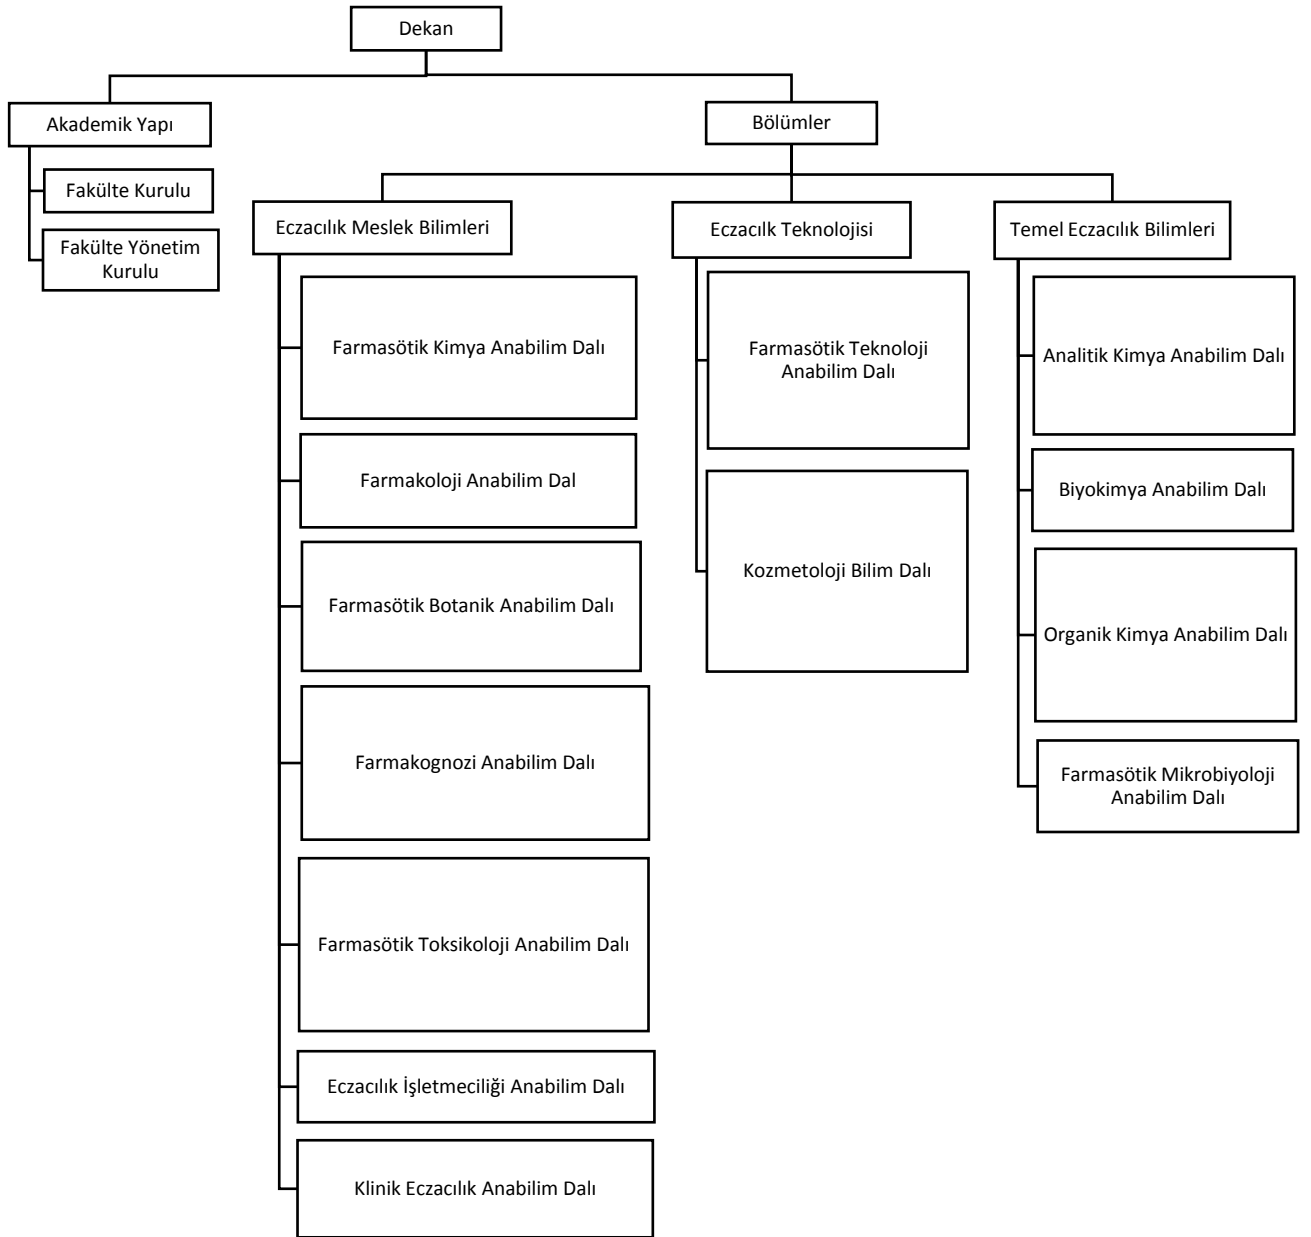 Dekan
Akademik Yapı
Bölümler
Fakülte Kurulu
Fakülte Yönetim
Kurulu
Eczacılık Meslek Bilimleri
Farmasötik Kimya Anabilim Dalı
Farmakoloji Anabilim Dal
Farmasötik Botanik Anabilim Dalı
Farmakognozi Anabilim Dalı
Farmasötik Toksikoloji Anabilim Dalı
Eczacılık İşletmeciliği Anabilim Dalı
Klinik Eczacılık Anabilim Dalı
Eczacılk Teknolojisi
Farmasötik Teknoloji
Anabilim Dalı
Kozmetoloji Bilim Dalı
Temel Eczacılık Bilimleri
Analitik Kimya Anabilim Dalı
Biyokimya Anabilim Dalı
Organik Kimya Anabilim Dalı
Farmasötik Mikrobiyoloji
Anabilim Dalı